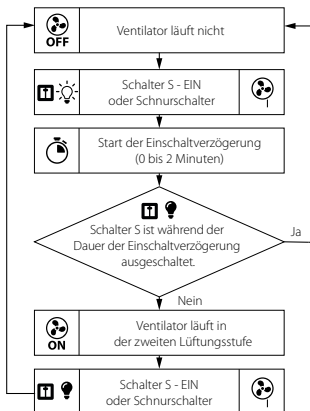 OFF
Ventilator läuft nicht
Schalter S - EIN
oder Schnurschalter
Start der Einschaltverzögerung
(0 bis 2 Minuten)
Schalter S ist während der
Dauer der Einschaltverzögerung
ausgeschaltet.
Ja
Nein
ON
Ventilator läuft in
der zweiten Lüftungsstufe
Schalter S - EIN
oder Schnurschalter